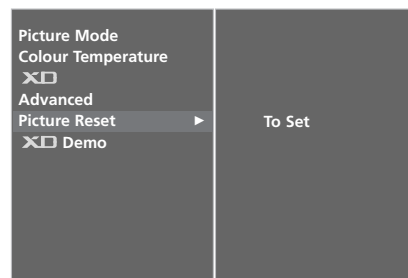 Picture Mode
Colour Temperature
XD
Advanced
Picture Reset ► To Set
XD Demo